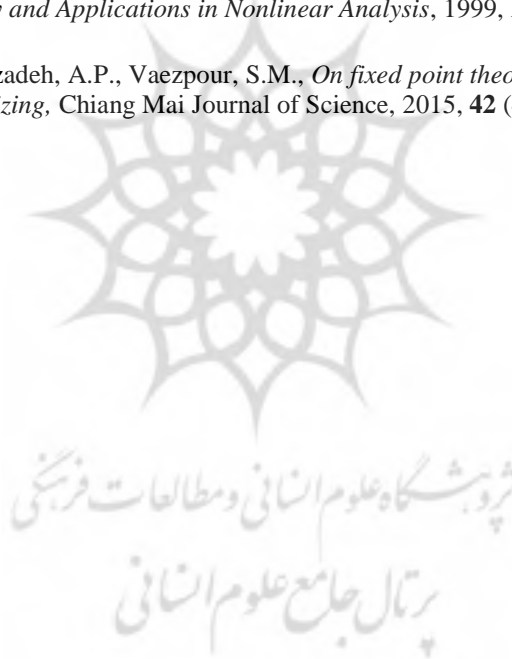 and Applications in Nonlinear Analysis, 1999,
zadeh, A.P., Vaezpour, S.M., On fixed point theo
izing, Chiang Mai Journal of Science, 2015, 42 (
پژوهشگاه علوم انسانی و مطالعات فرهنگی
پرتال جامع علوم انسانی